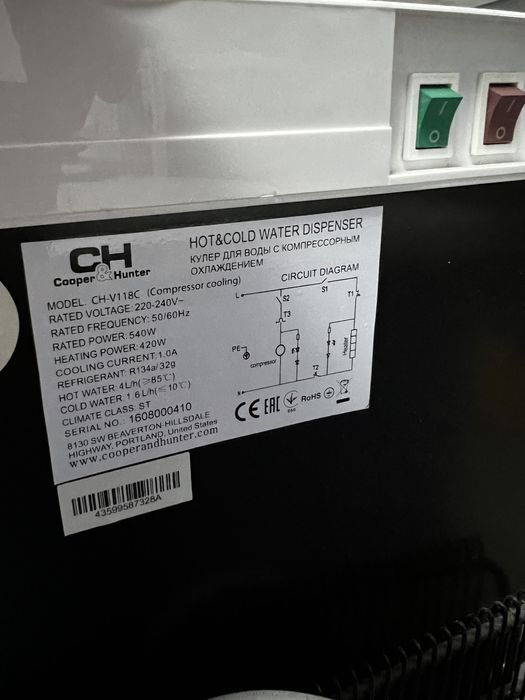 CH
Cooper&Hunter
HOT&COLD WATER DISPENSER
КУЛЕР ДЛЯ ВОДЫ С КОМПРЕССОРНЫМ
ОХЛАЖДЕНИЕМ
MODEL: CH-V118C (Compressor cooling)
RATED VOLTAGE: 220-240V~
RATED FREQUENCY: 50/60Hz
RATED POWER: 540W
HEATING POWER: 420W
COOLING CURRENT: 1.0A
REFRIGERANT: R134a/ 32g
HOT WATER: 4L/h(≥85℃)
COLD WATER: 1.6L/h(≤10℃)
CLIMATE CLASS: ST
SERIAL NO.: 1608000410
8130 SW BEAVERTON-HILLSDALE
HIGHWAY, PORTLAND, United States
www.cooperandhunter.com
CIRCUIT DIAGRAM
L
S1
S2
T1
T3
PE
compressor
Heater
T2
N
CE EAC RoHS
43599587328A